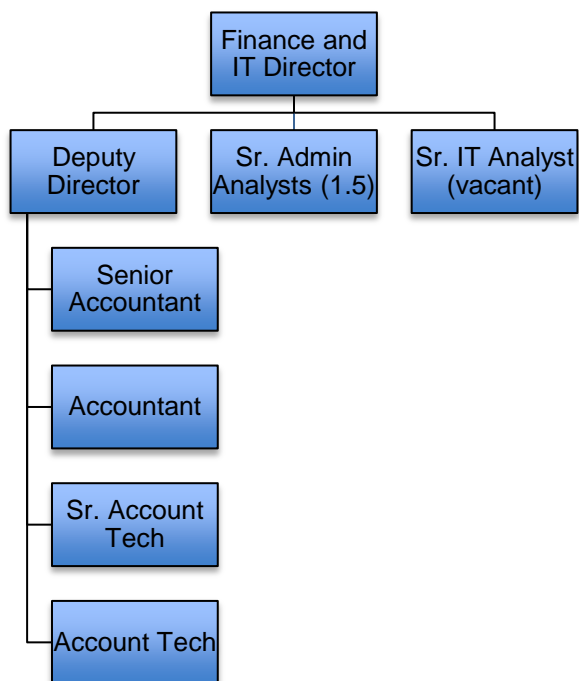 Finance and
IT Director
Deputy
Director
Sr. Admin
Analysts (1.5)
Sr. IT Analyst
(vacant)
Senior
Accountant
Accountant
Sr. Account
Tech
Account Tech